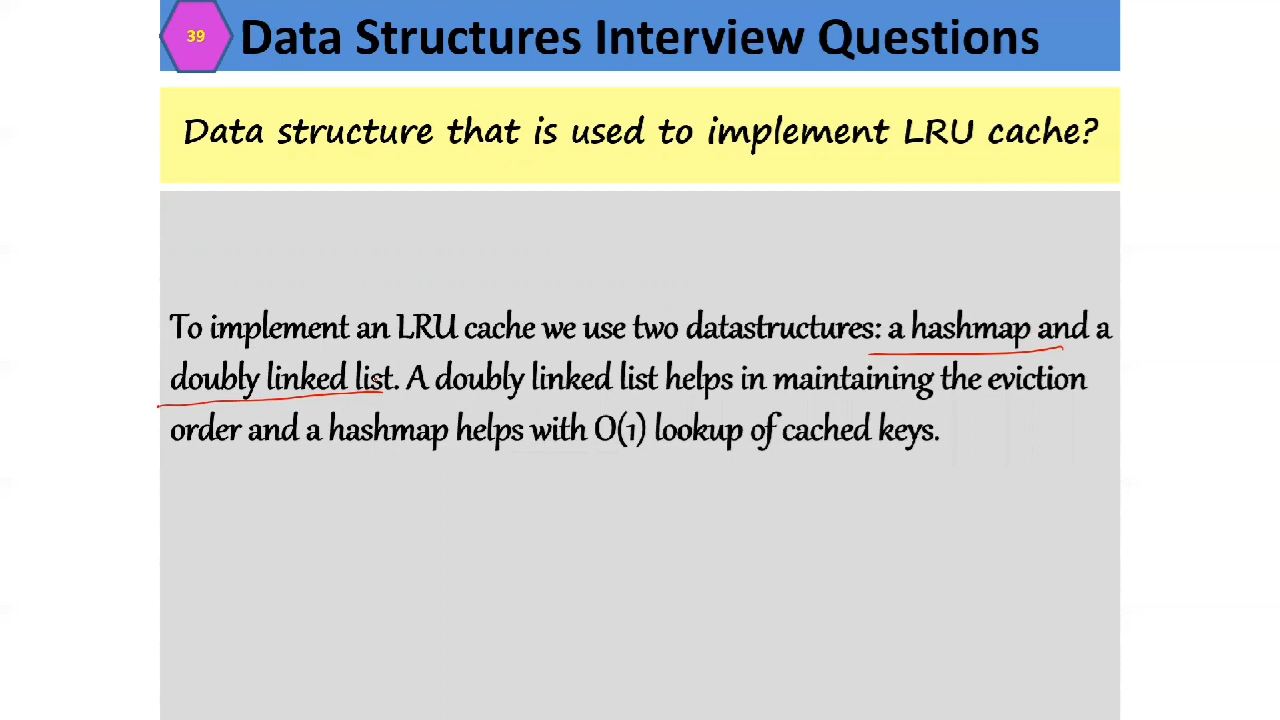 39
Data Structures Interview Questions
Data structure that is used to implement LRU cache?
To implement an LRU cache we use two datastructures: a hashmap and a
doubly linked list. A doubly linked list helps in maintaining the eviction
order and a hashmap helps with O(1) lookup of cached keys.